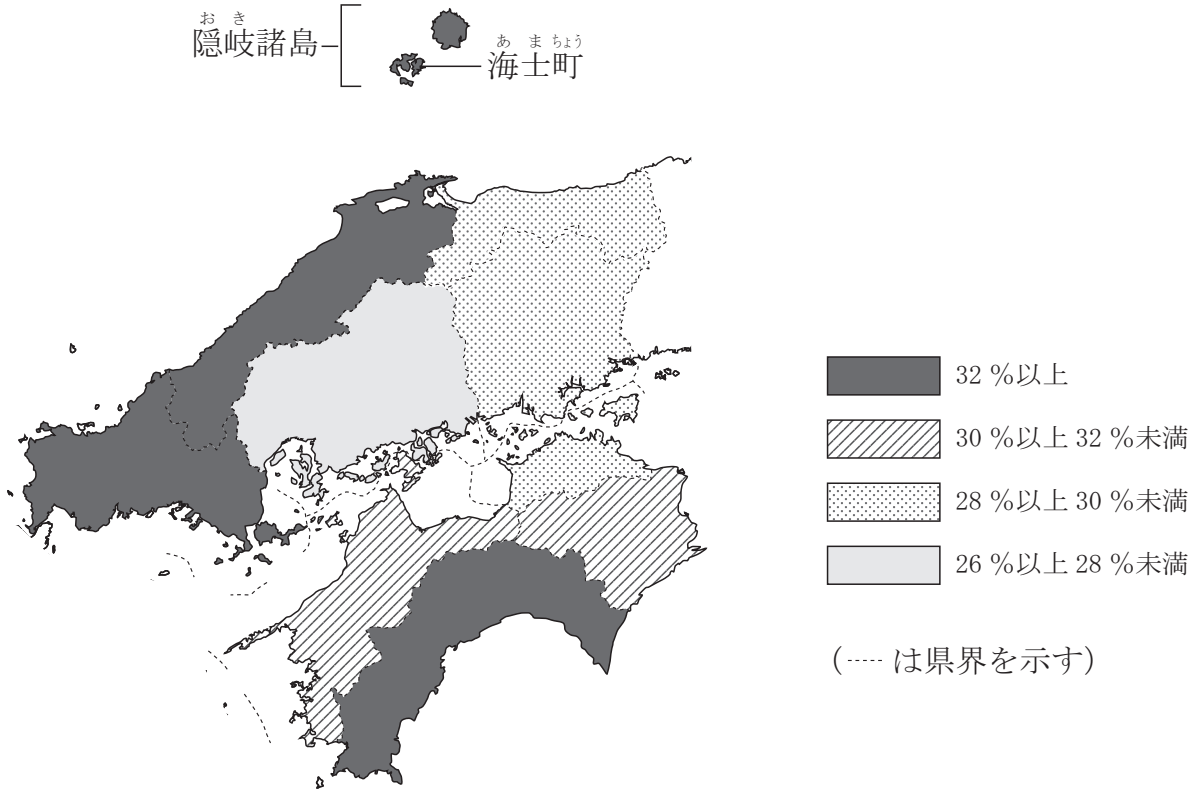 おき
隠岐諸島
あまちょう
海士町
32 %以上
30 %以上 32 %未満
28 %以上 30 %未満
26 %以上 28 %未満
(---- は県界を示す)